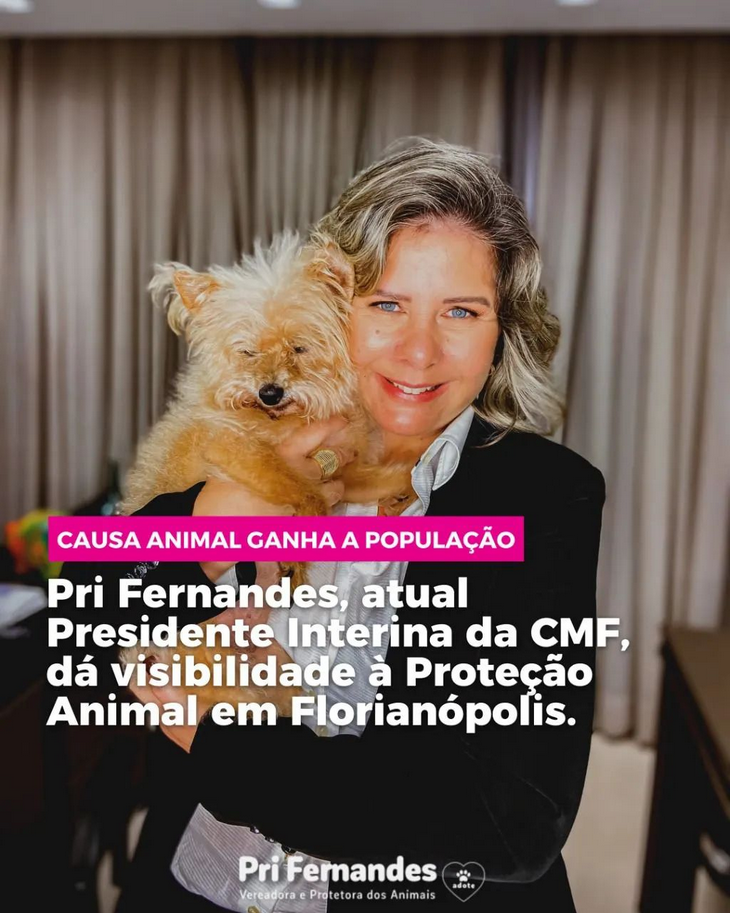 CAUSA ANIMAL GANHA A POPULAÇÃO
Pri Fernandes, atual
Presidente Interina da CMF,
dá visibilidade à Proteção
Animal em Florianópolis.
Pri Fernandes
Vereadora e Protetora dos Animais
adote